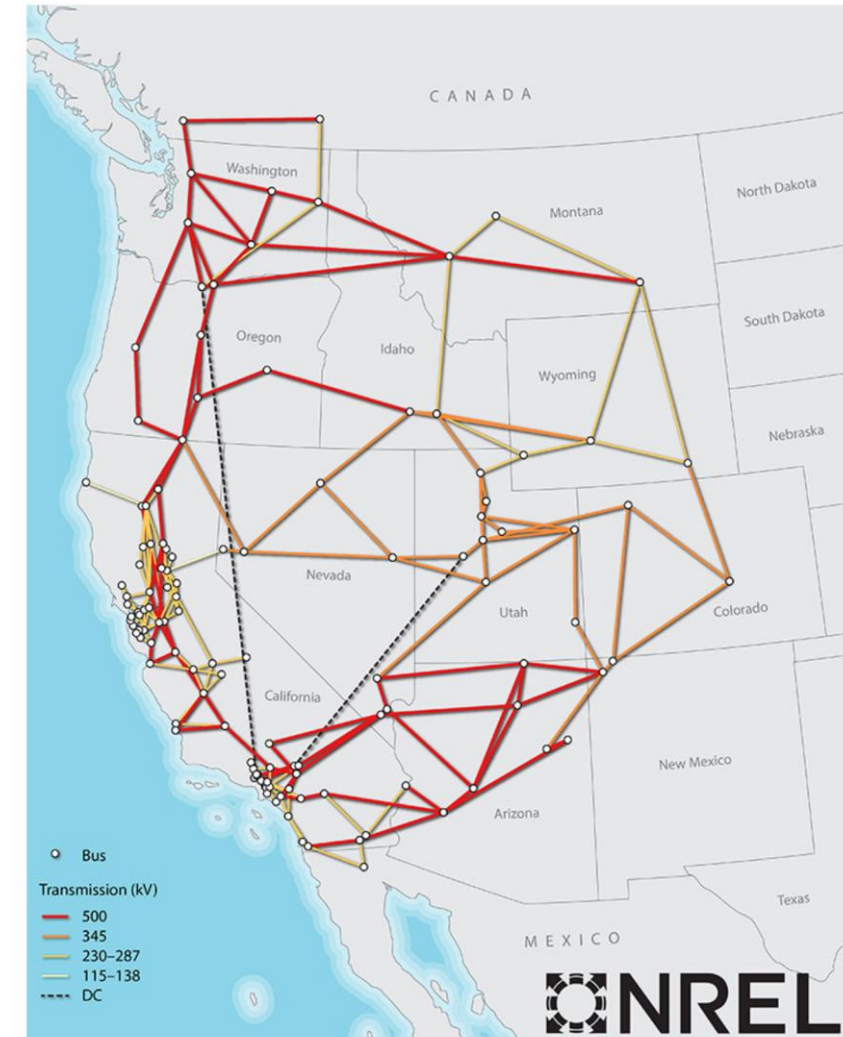 CANADA
Washington
Montana
North Dakota
Oregon
Idaho
South Dakota
Wyoming
Nebraska
Nevada
Utah
Colorado
California
New Mexico
Arizona
Bus
Transmission (kV)
500
345
230–287
115–138
DC
Texas
MEXICO
NREL